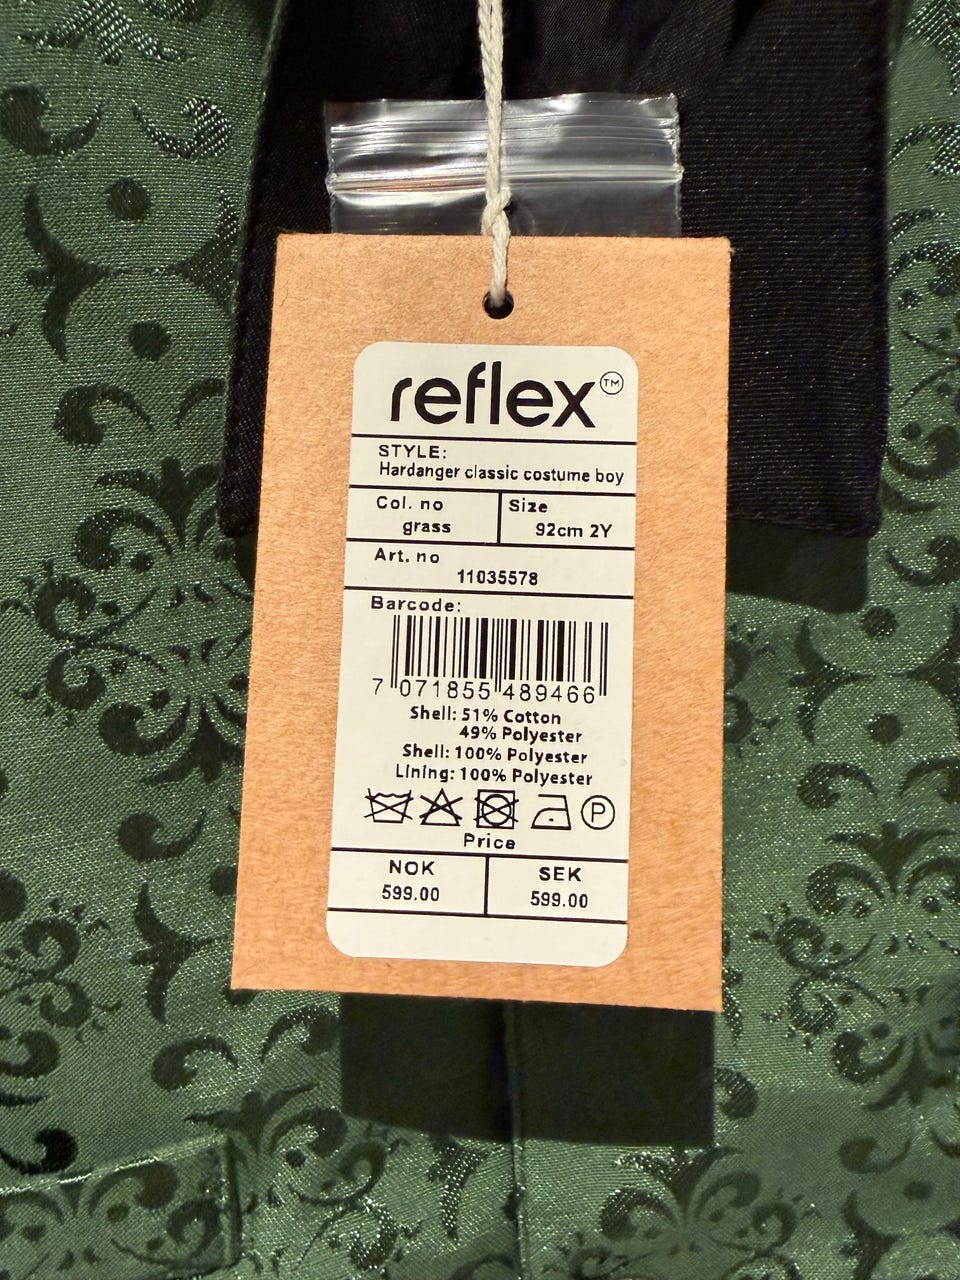 reflex™
STYLE:
Hardanger classic costume boy
Col. no
grass
Size
92cm 2Y
Art. no
11035578
Barcode:
7 071855 489466
Shell: 51% Cotton
49% Polyester
Shell: 100% Polyester
Lining: 100% Polyester
P
Price
NOK
599.00
SEK
599.00